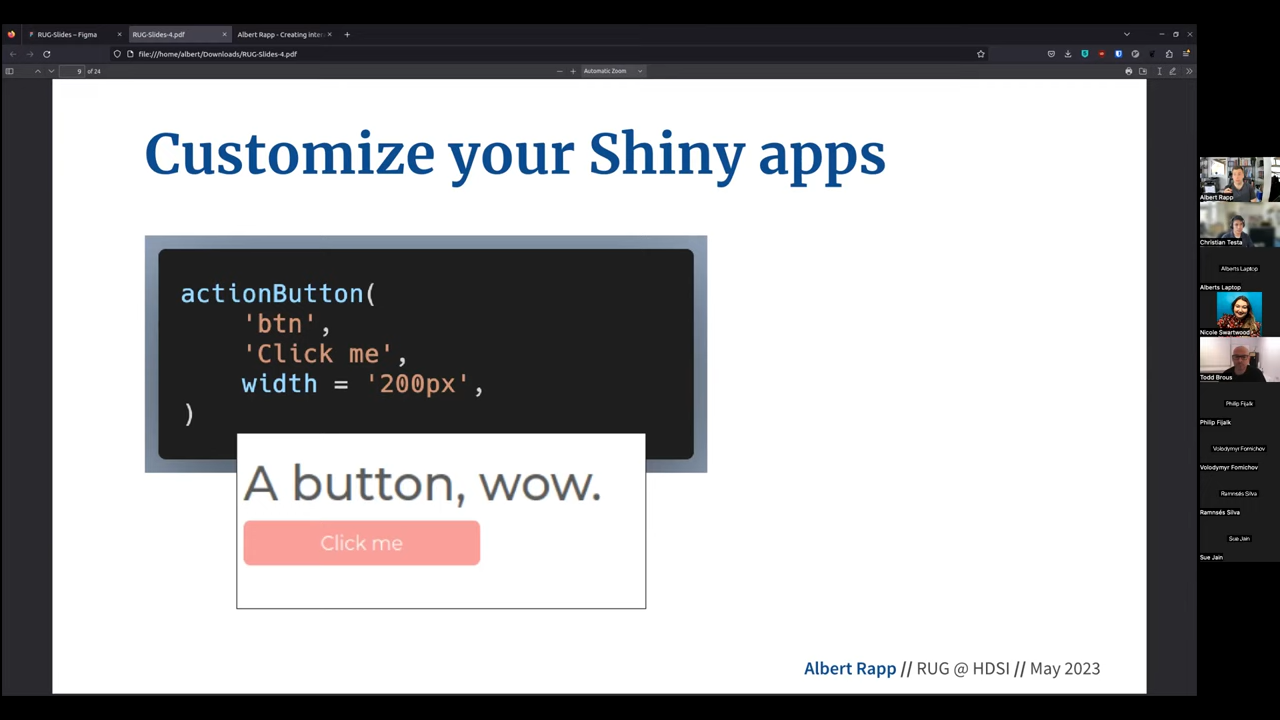 RUG-Slides – Figma
RUG-Slides-4.pdf
Albert Rapp - Creating inter
file:///home/albert/Downloads/RUG-Slides-4.pdf
9 of 24
Automatic Zoom
Customize your Shiny apps
actionButton(
'btn',
'Click me',
width = '200px',
)
A button, wow.
Click me
Albert Rapp // RUG @ HDSI // May 2023
Albert Rapp
Christian Testa
Alberts Laptop
Alberts Laptop
Nicole Swartwood
Todd Brous
Philip Fijalk
Philip Fijalk
Volodymyr Fomichov
Volodymyr Fomichov
Ramnsés Silva
Ramnsés Silva
Sue Jain
Sue Jain